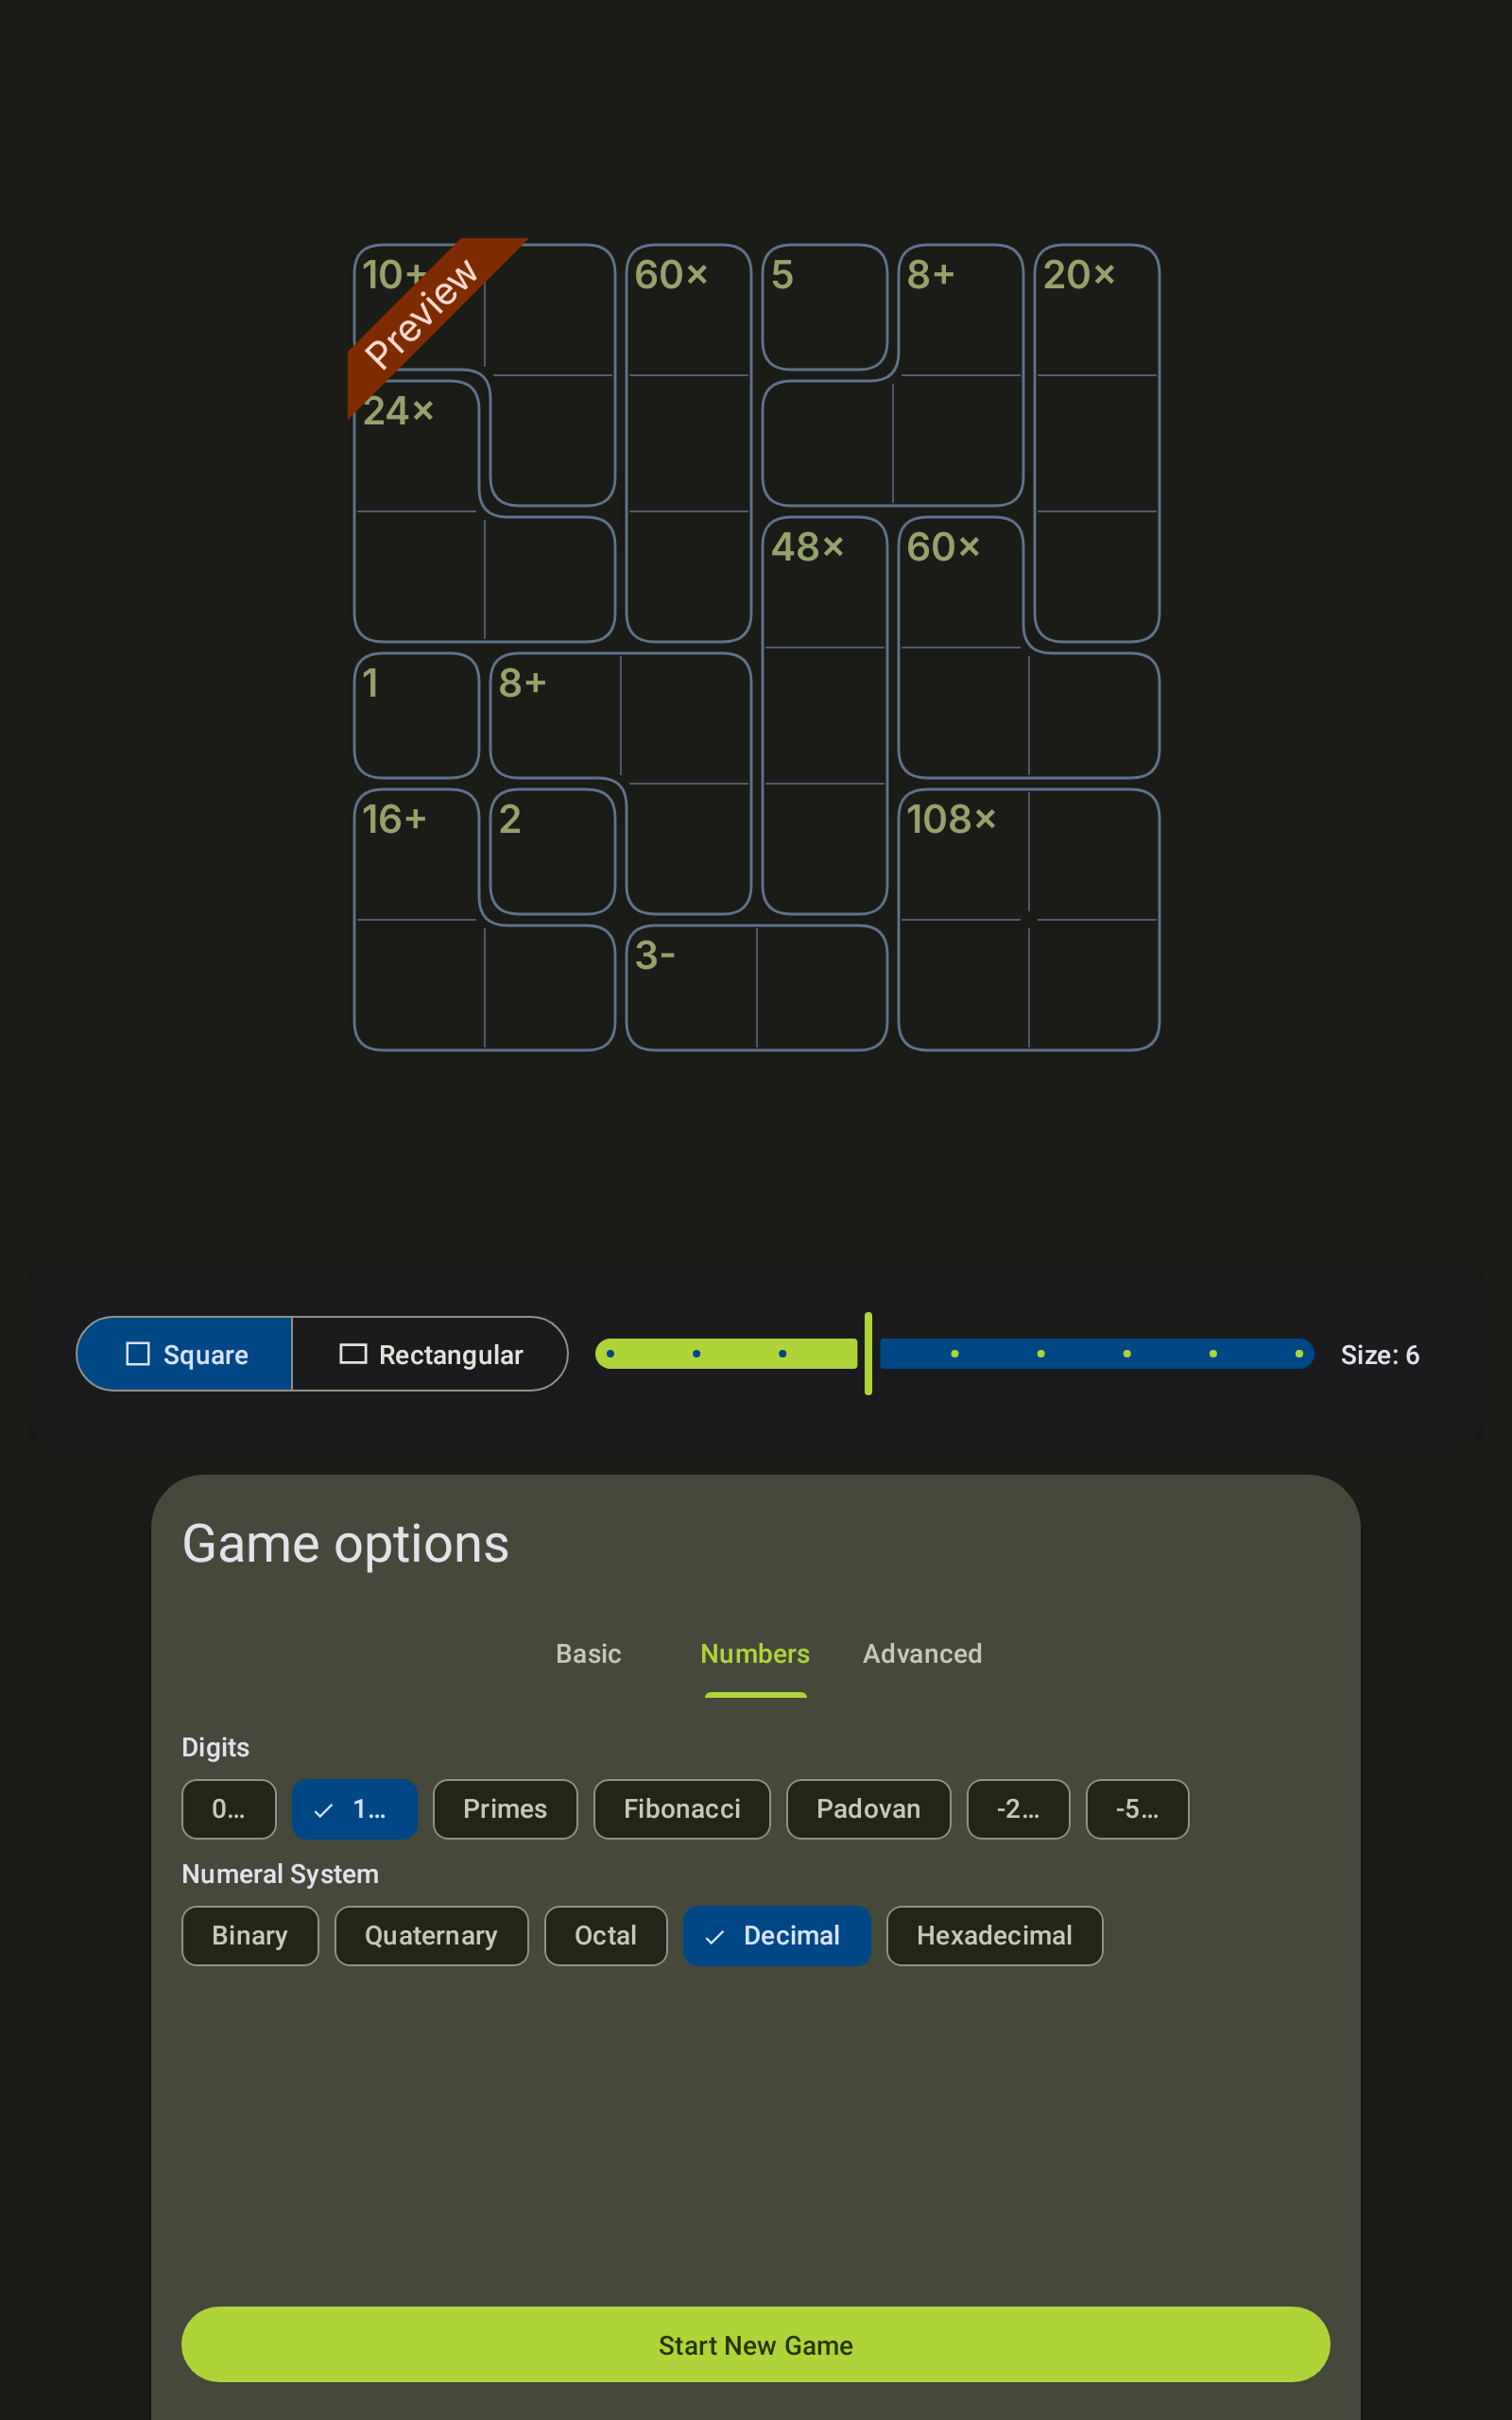 10+ 60× 5 8+ 20×
Preview
24×
48× 60×
1 8+
16+ 2 108×
3-
Square Rectangular Size: 6
Game options
Basic Numbers Advanced
Digits
0... 1... Primes Fibonacci Padovan -2... -5...
Numeral System
Binary Quaternary Octal Decimal Hexadecimal
Start New Game